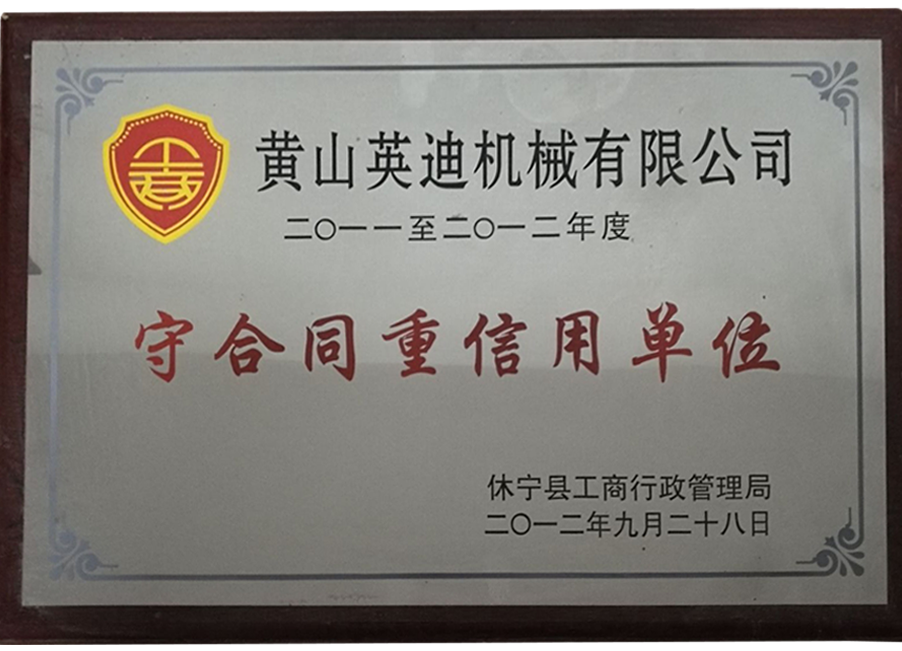 黄山英迪机械有限公司
二〇一一至二〇一二年度
守合同重信用单位
休宁县工商行政管理局
二〇一二年九月二十八日